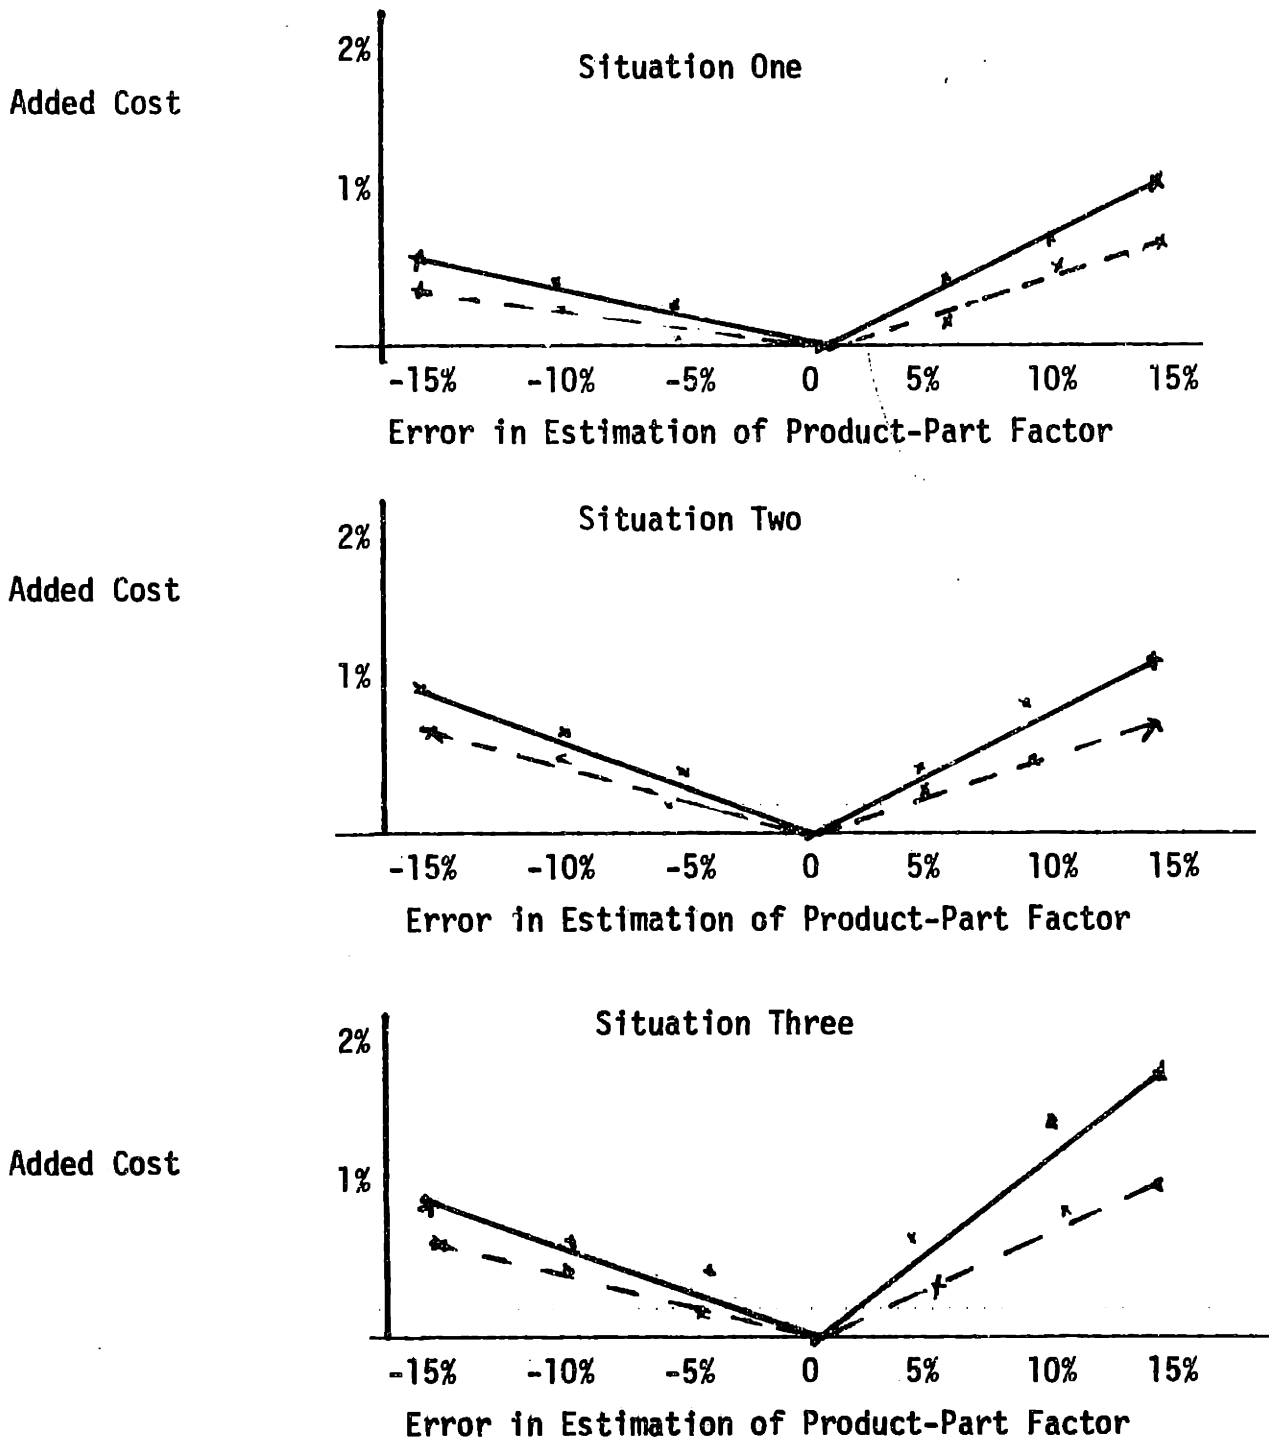 2%
Situation One
Added Cost
1%
-15% -10% -5% 0 5% 10% 15%
Error in Estimation of Product-Part Factor
Situation Two
2%
Added Cost
1%
-15% -10% -5% 0 5% 10% 15%
Error in Estimation of Product-Part Factor
Situation Three
2%
Added Cost
1%
-15% -10% -5% 0 5% 10% 15%
Error in Estimation of Product-Part Factor